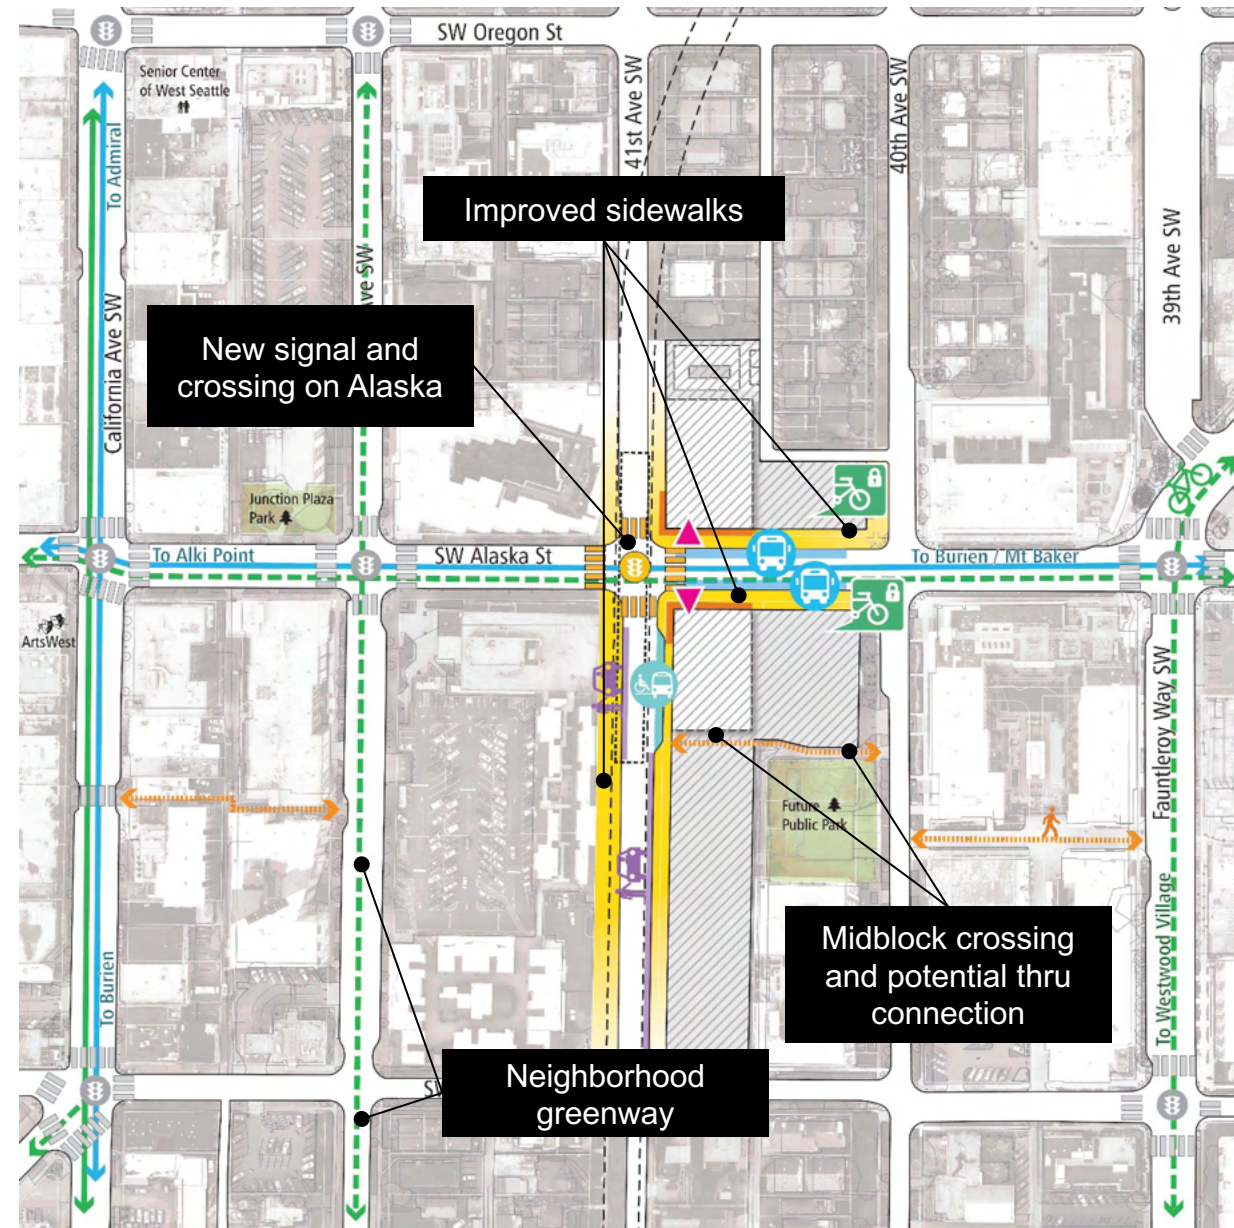 SW Oregon St
Senior Center
of West Seattle
41st Ave SW
40th Ave SW
To Admiral
Improved sidewalks
39th Ave SW
Ave SW
California Ave SW
New signal and
crossing on Alaska
Junction Plaza
Park
To Alki Point
SW Alaska St
To Burien / Mt Baker
ArtsWest
Fauntleroy Way SW
Future
Public Park
To Burien
Midblock crossing
and potential thru
connection
To Westwood Village
Neighborhood
greenway